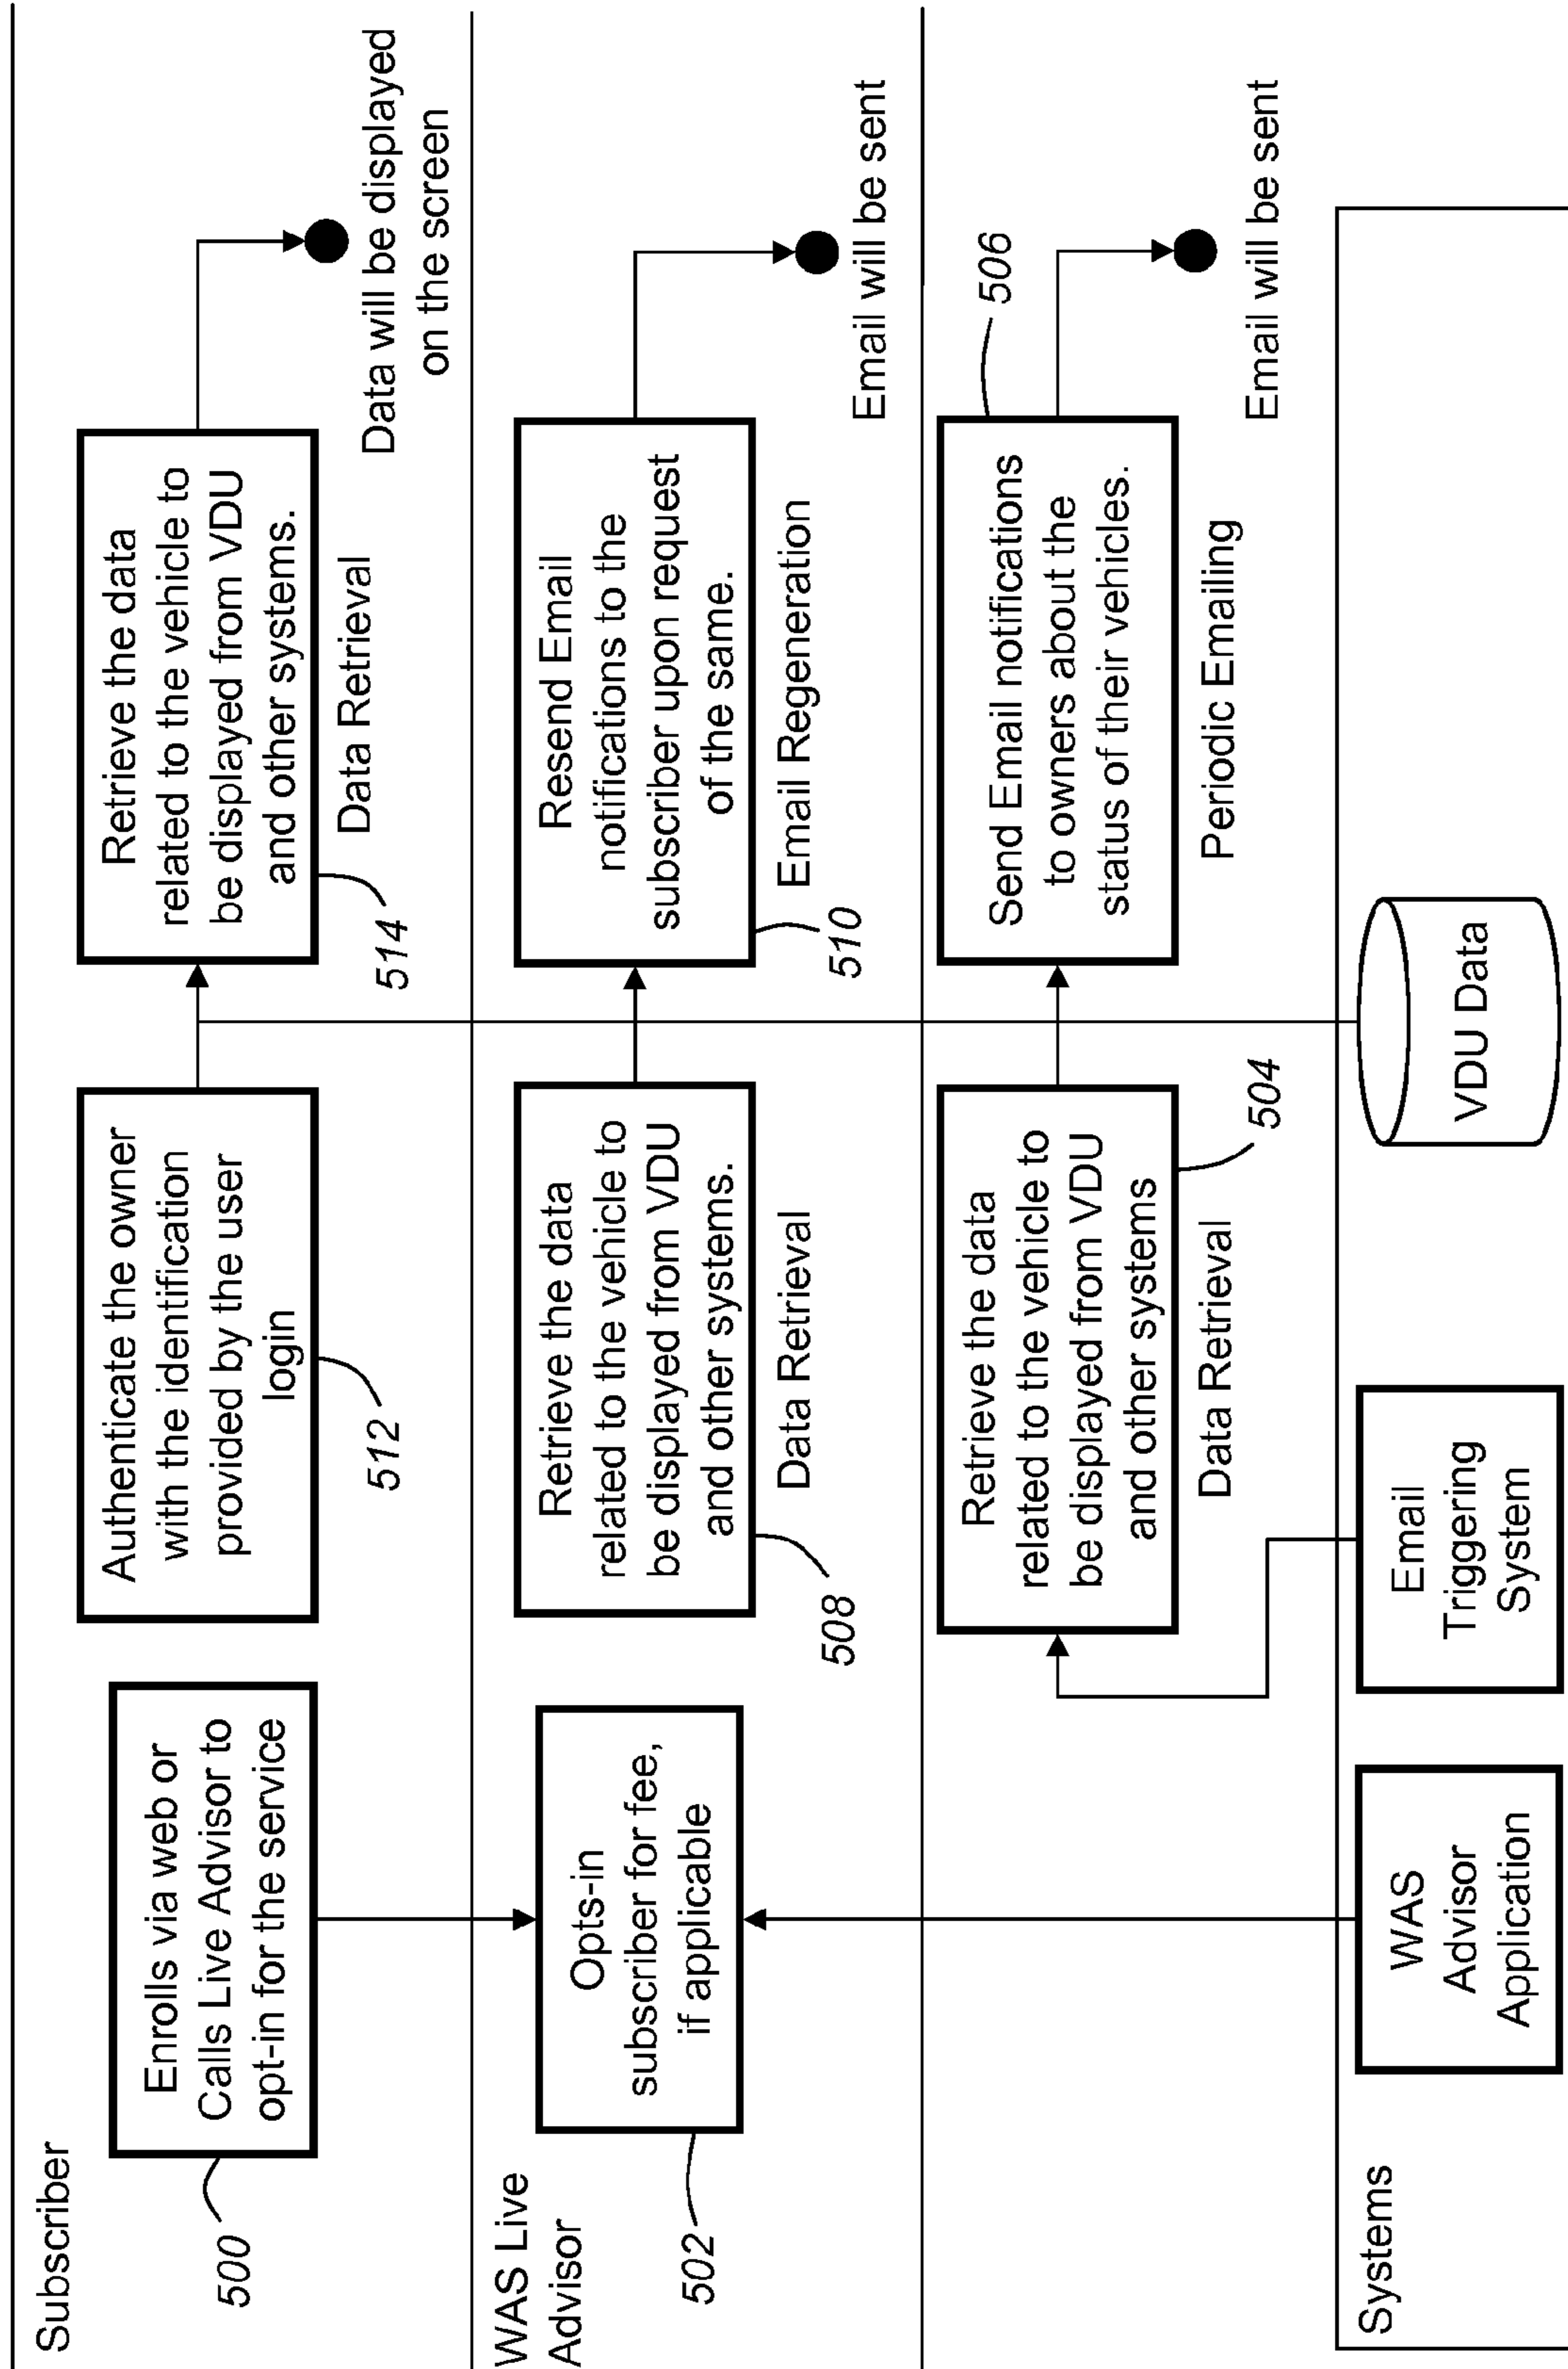 Subscriber
Enrolls via web or
Calls Live Advisor to
opt-in for the service
500
Authenticate the owner
with the identification
provided by the user
login
512
Retrieve the data
related to the vehicle to
be displayed from VDU
and other systems.
514
Data Retrieval
Data will be displayed
on the screen
WAS Live
Advisor
Opts-in
subscriber for fee,
if applicable
502
Retrieve the data
related to the vehicle to
be displayed from VDU
and other systems.
508
Data Retrieval
Resend Email
notifications to the
subscriber upon request
of the same.
510
Email Regeneration
Email will be sent
Retrieve the data
related to the vehicle to
be displayed from VDU
and other systems
504
Data Retrieval
506
Send Email notifications
to owners about the
status of their vehicles.
Periodic Emailing
Email will be sent
Systems
WAS
Advisor
Application
Email
Triggering
System
VDU Data